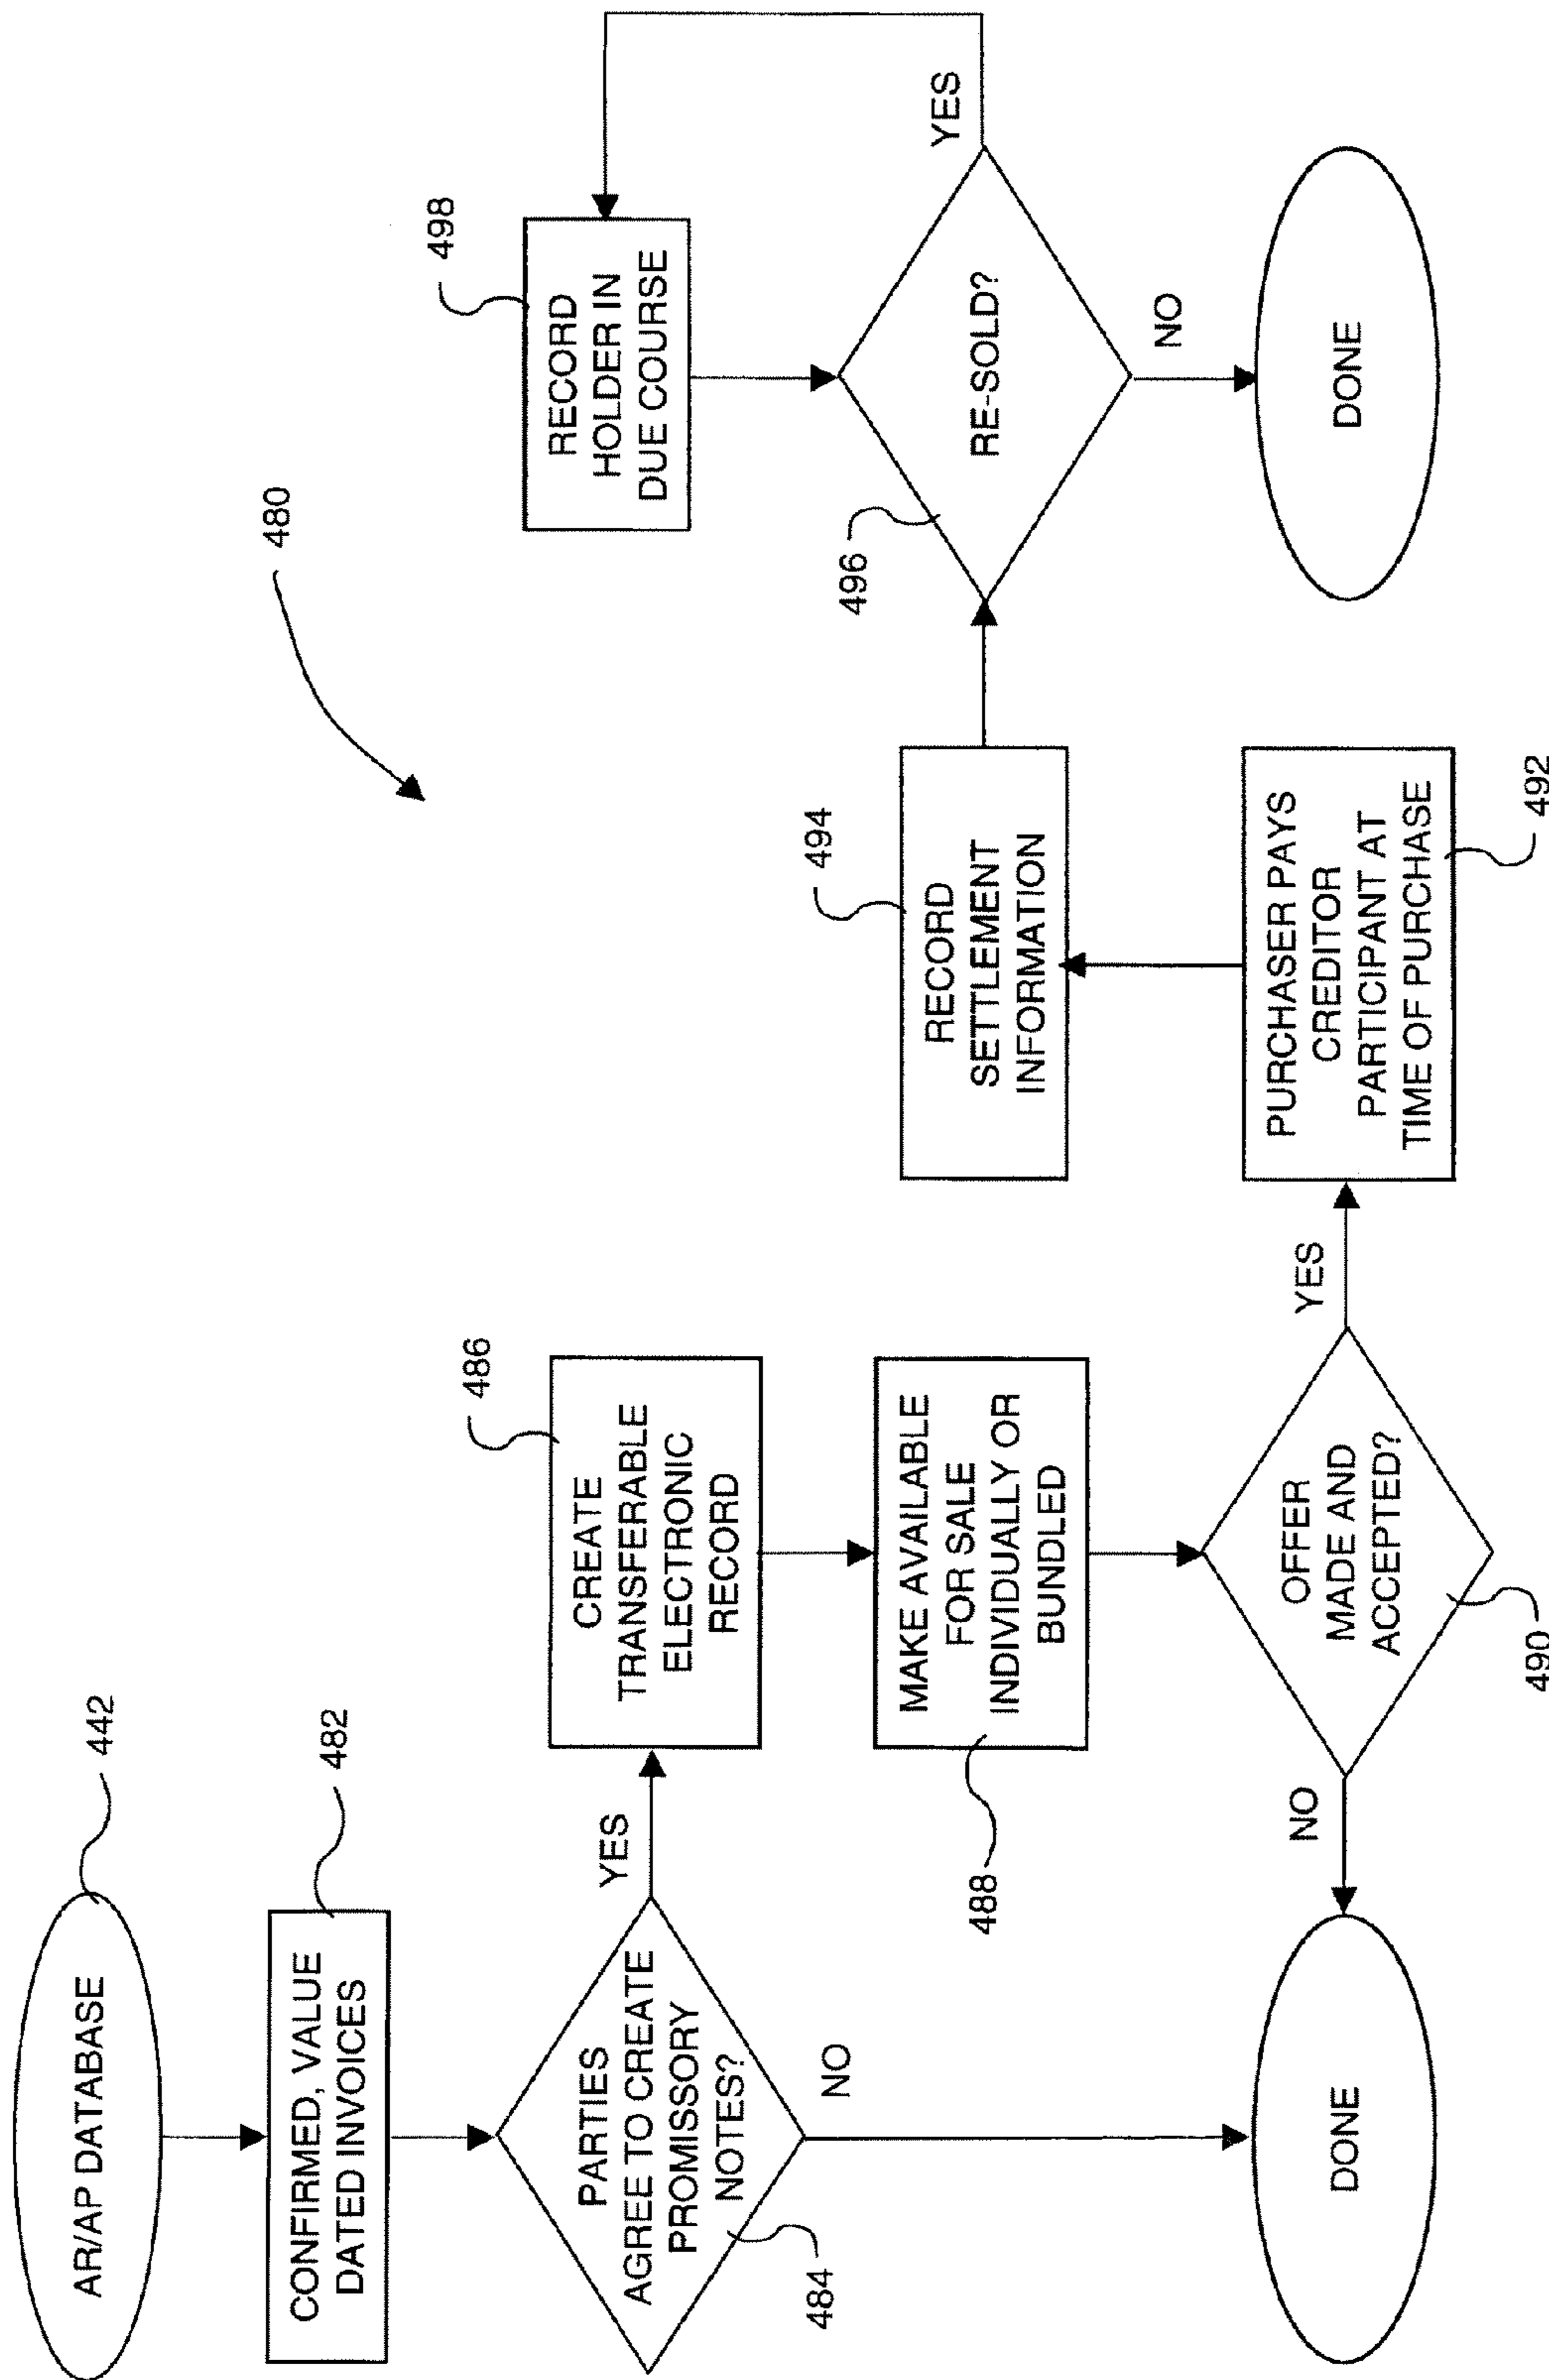 AR/AP DATABASE
442
CONFIRMED, VALUE
DATED INVOICES
482
PARTIES
AGREE TO CREATE
PROMISSORY
NOTES?
484
YES
NO
CREATE
TRANSFERABLE
ELECTRONIC
RECORD
486
MAKE AVAILABLE
FOR SALE
INDIVIDUALLY OR
BUNDLED
488
OFFER
MADE AND
ACCEPTED?
490
NO
YES
DONE
PURCHASER PAYS
CREDITOR
PARTICIPANT AT
TIME OF PURCHASE
492
RECORD
SETTLEMENT
INFORMATION
494
480
RE-SOLD?
496
YES
NO
RECORD
HOLDER IN
DUE COURSE
498
DONE